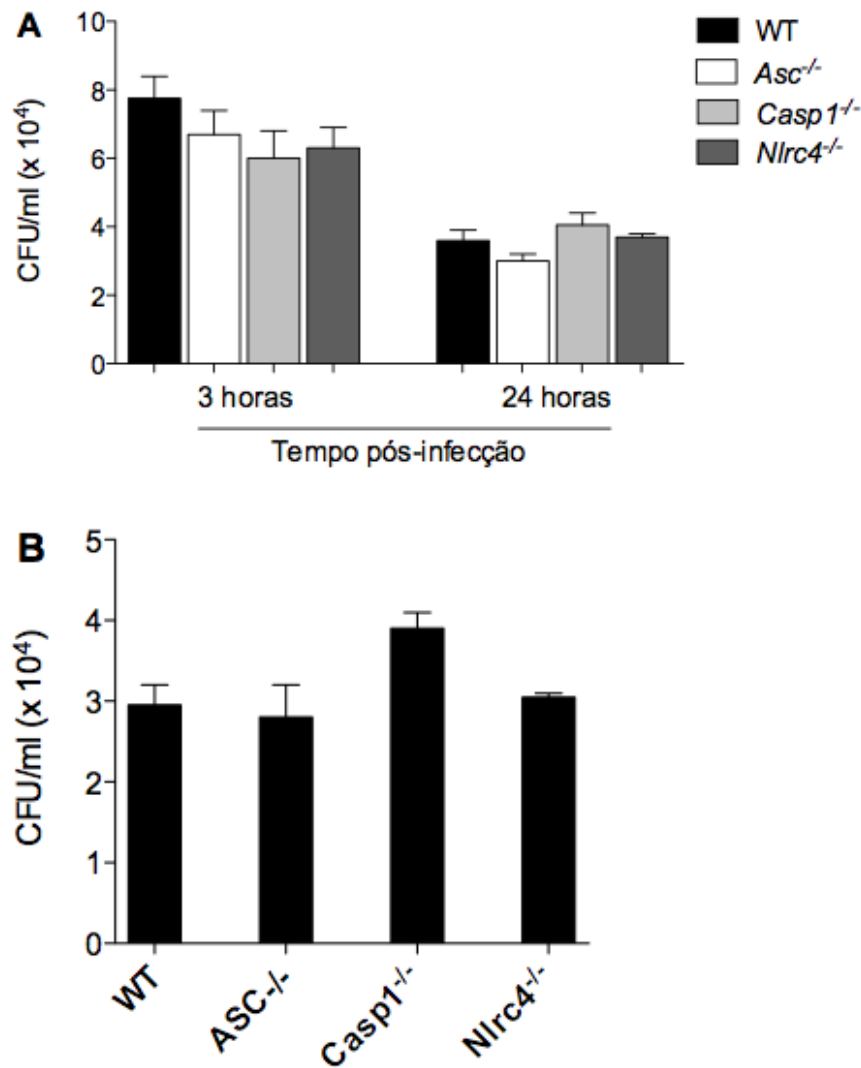 A
10
8
6
4
2
0
CFU/ml (x 10⁴)
WT
Asc⁻/⁻
Casp1⁻/⁻
Nlrc4⁻/⁻
3 horas 24 horas
Tempo pós-infecção
B
5
4
3
2
1
0
CFU/ml (x 10⁴)
WT
ASC-/-
Casp1⁻/⁻
Nlrc4⁻/⁻